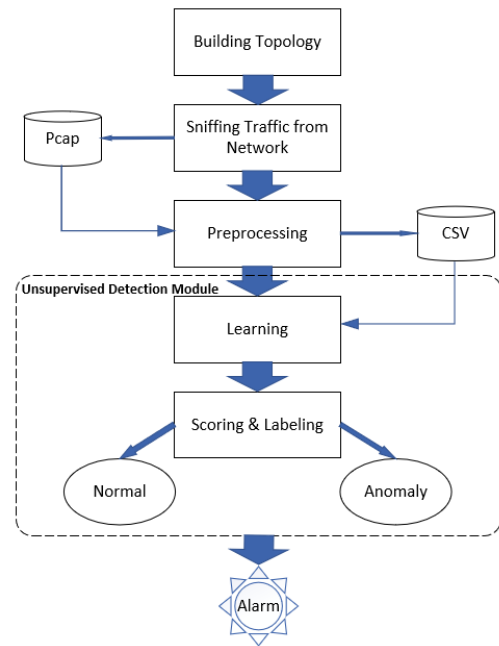 Building Topology
Sniffing Traffic from
Network
Pcap
Preprocessing
CSV
Unsupervised Detection Module
Learning
Scoring & Labeling
Normal
Anomaly
Alarm